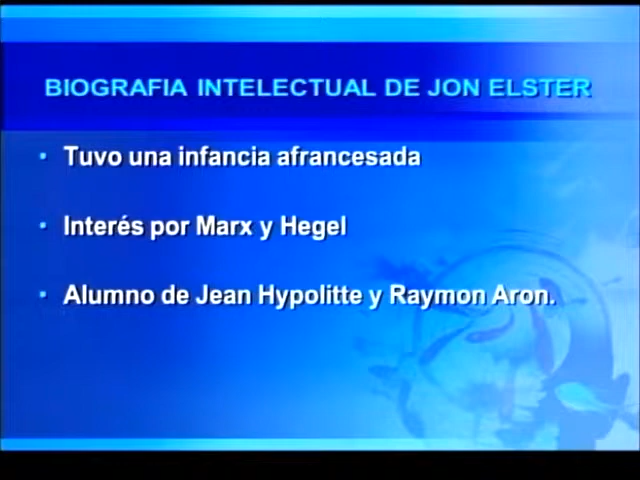 BIOGRAFIA INTELECTUAL DE JON ELSTER
• Tuvo una infancia afrancesada
• Interés por Marx y Hegel
• Alumno de Jean Hypolitte y Raymon Aron.